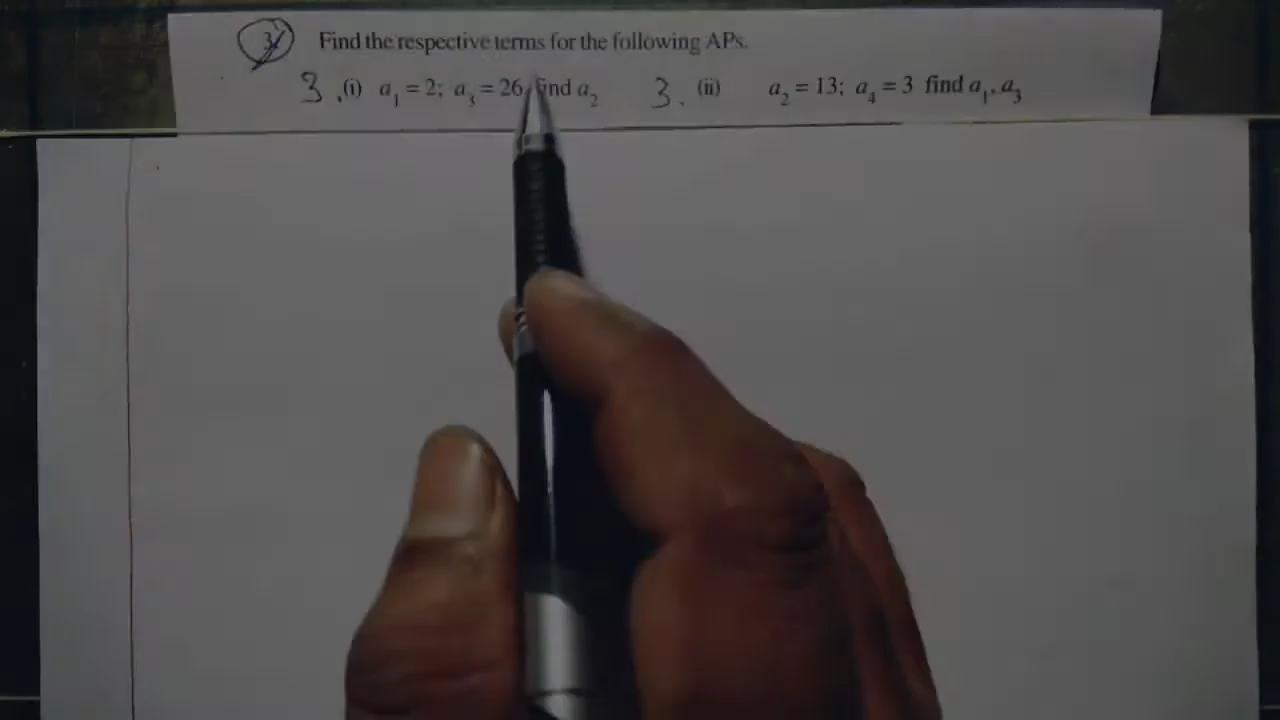 3 Find the respective terms for the following APs.
3. (i) a₁ = 2; a₃ = 26 find a₂ 3. (ii) a₂ = 13; a₄ = 3 find a₁, a₃